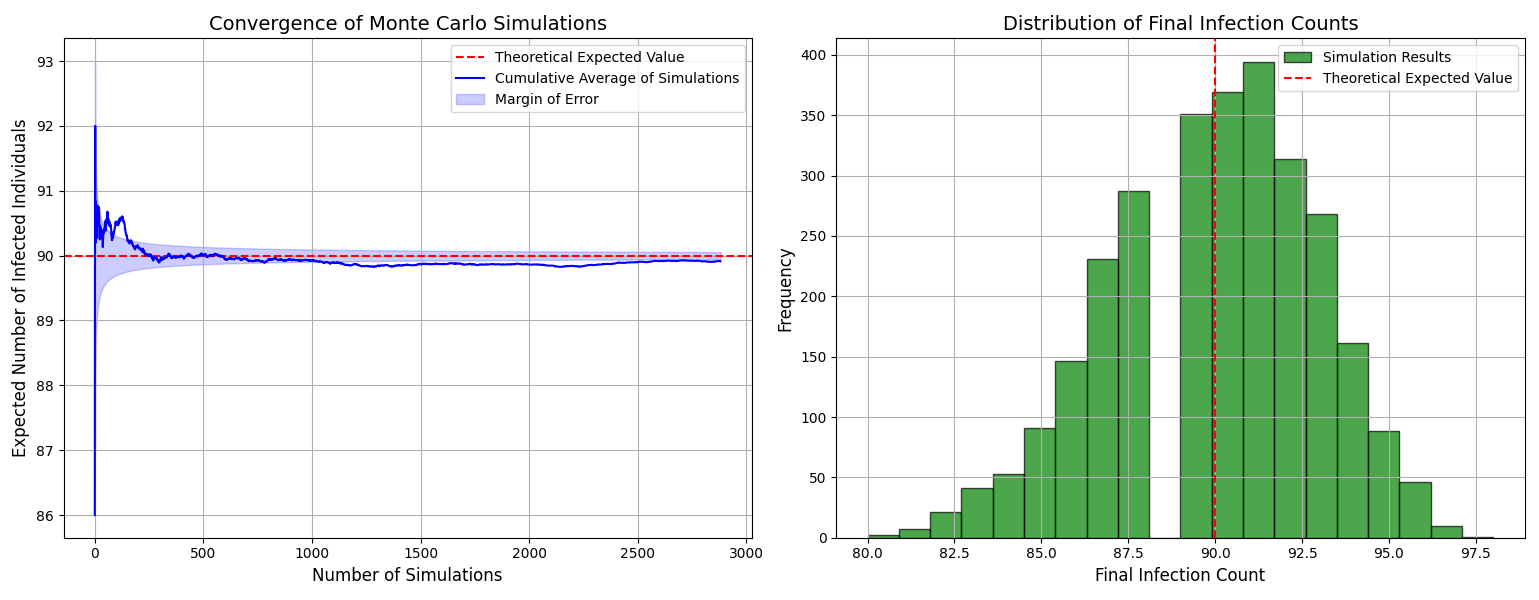 Convergence of Monte Carlo Simulations
Expected Number of Infected Individuals
93
92
91
90
89
88
87
86
Theoretical Expected Value
Cumulative Average of Simulations
Margin of Error
0
500
1000
1500
2000
2500
3000
Number of Simulations
Distribution of Final Infection Counts
Frequency
400
350
300
250
200
150
100
50
0
Simulation Results
Theoretical Expected Value
80.0
82.5
85.0
87.5
90.0
92.5
95.0
97.5
Final Infection Count